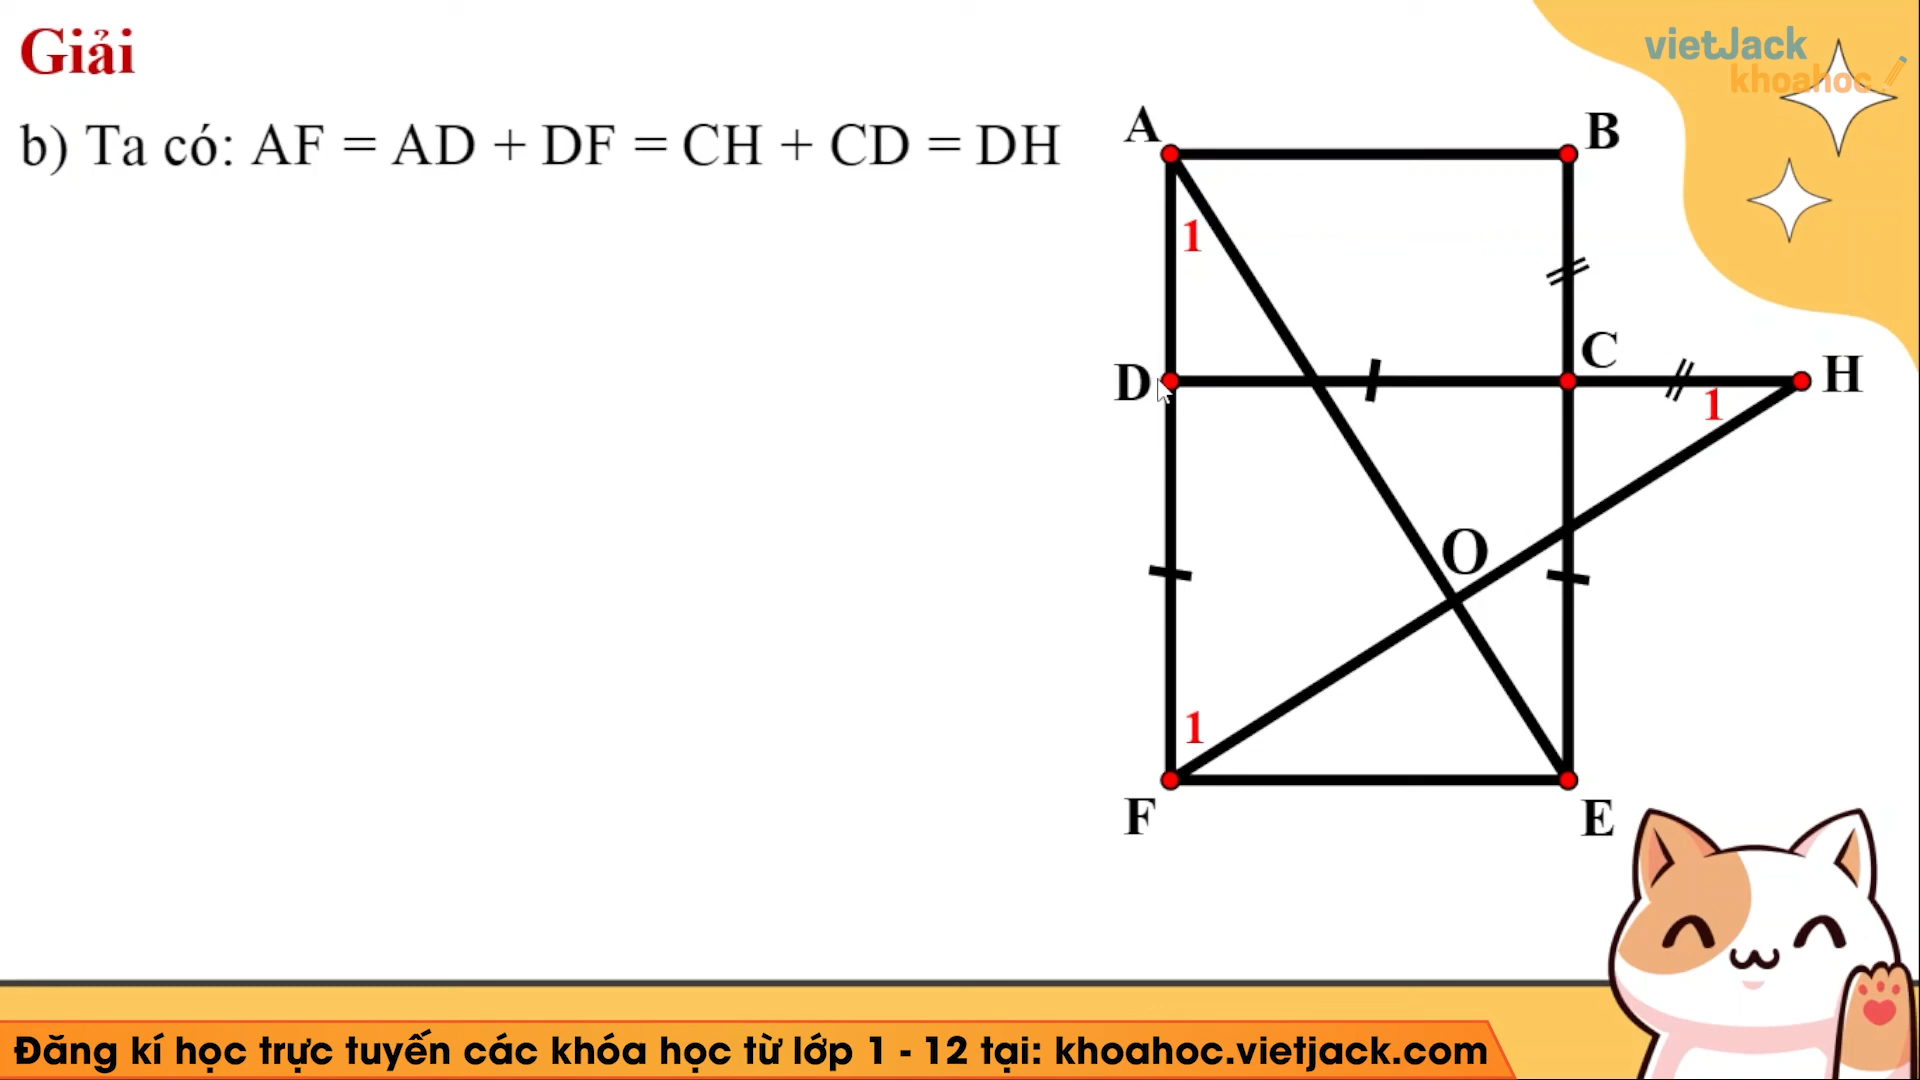 Giải
vietJack
khoahoc
b) Ta có: AF = AD + DF = CH + CD = DH
A
B
1
C
D
H
1
O
1
F
E
Đăng kí học trực tuyến các khóa học từ lớp 1 - 12 tại: khoahoc.vietjack.com